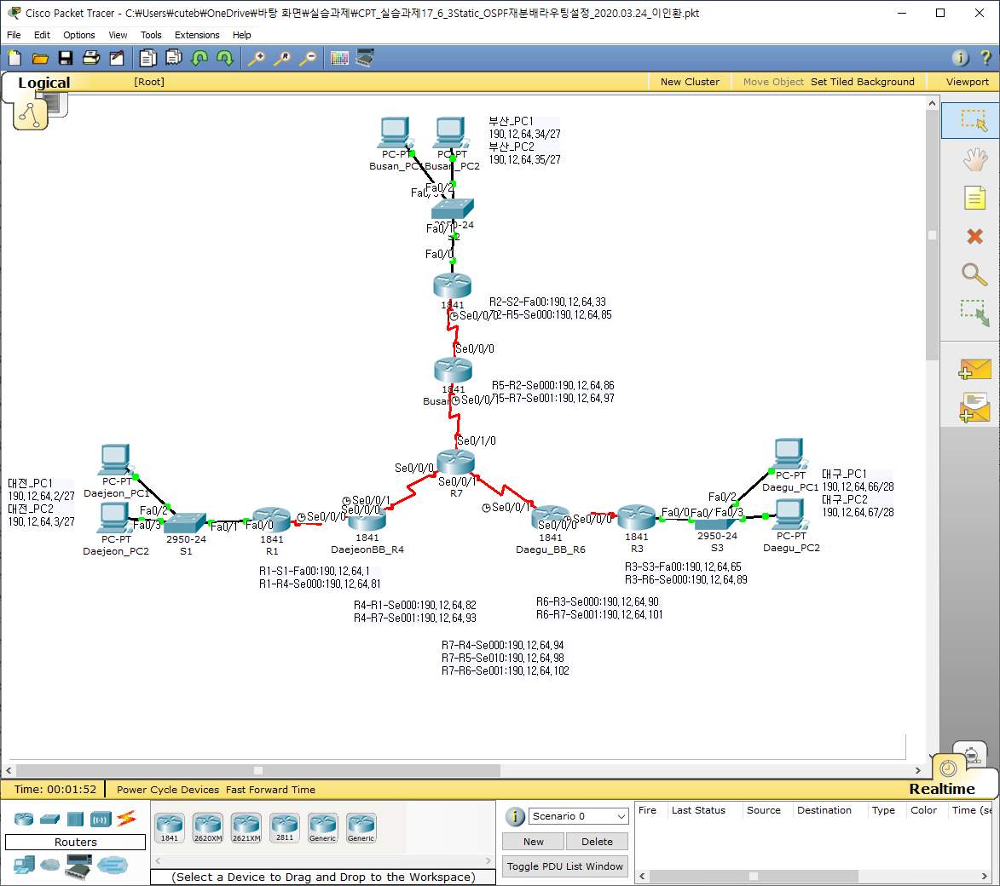 Cisco Packet Tracer - C:₩Users₩cuteb₩OneDrive₩바탕 화면₩실습과제₩CPT_실습과제17_6_3Static_OSPF재분배라우팅설정_2020.03.24_이인환.pkt
File Edit Options View Tools Extensions Help
Logical
[Root]
New Cluster
Move Object
Set Tiled Background
Viewport
부산_PC1
190.12.64.34/27
부산_PC2
190.12.64.35/27
PC-PT
Busan_PC1
PC-PT
Busan_PC2
Fa0/2
Fa0/1
Fa0/0
1841
R2-S2-Fa00:190.12.64.33
Se0/0/0
R2-R5-Se000:190.12.64.85
Se0/0/0
1841
R5-R2-Se000:190.12.64.86
Se0/0/1
R5-R7-Se001:190.12.64.97
Se0/1/0
Se0/0/0
Se0/0/1
R7
대전_PC1
190.12.64.2/27
대전_PC2
190.12.64.3/27
PC-PT
Daejeon_PC1
PC-PT
Daejeon_PC2
Fa0/2
Fa0/3
2950-24
S1
Fa0/1
Fa0/0
1841
R1
Se0/0/0
Se0/0/1
Se0/0/0
1841
DaejeonBB_R4
Se0/0/1
Se0/0/0
1841
Daegu_BB_R6
Se0/0/0
1841
R3
Fa0/0
Fa0/1
Fa0/2
Fa0/3
2950-24
S3
PC-PT
Daegu_PC1
PC-PT
Daegu_PC2
대구_PC1
190.12.64.66/28
대구_PC2
190.12.64.67/28
R1-S1-Fa00:190.12.64.1
R1-R4-Se000:190.12.64.81
R3-S3-Fa00:190.12.64.65
R3-R6-Se000:190.12.64.89
R4-R1-Se000:190.12.64.82
R4-R7-Se001:190.12.64.93
R6-R3-Se000:190.12.64.90
R6-R7-Se001:190.12.64.101
R7-R4-Se000:190.12.64.94
R7-R5-Se010:190.12.64.98
R7-R6-Se001:190.12.64.102
Time: 00:01:52
Power Cycle Devices Fast Forward Time
Realtime
Routers
1841 2620XM 2621XM 2811 Generic Generic
(Select a Device to Drag and Drop to the Workspace)
Scenario 0
New
Delete
Toggle PDU List Window
Fire Last Status Source Destination Type Color Time (se